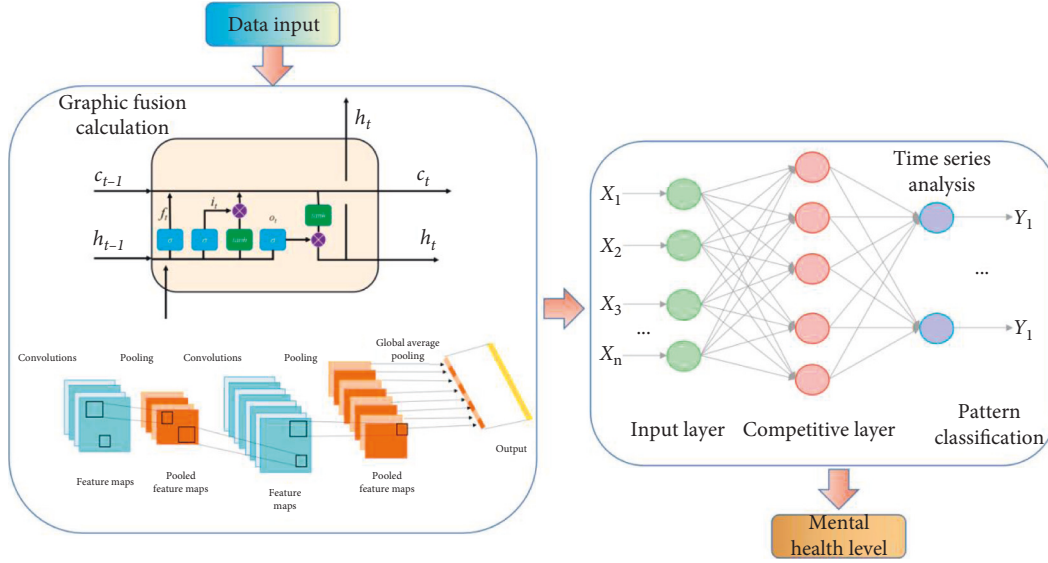 Data input
Graphic fusion
calculation
h_t
c_{t–1}
c_t
f_t
i_t
o_t
σ
σ
σ
h_{t–1}
h_t
Convolutions
Pooling
Convolutions
Pooling
Global average
pooling
Feature maps
Pooled
feature maps
Feature
maps
Pooled
feature maps
Output
Time series
analysis
X_1
X_2
X_3
...
X_n
Y_1
...
Y_1
Input layer
Competitive layer
Pattern
classification
Mental
health level